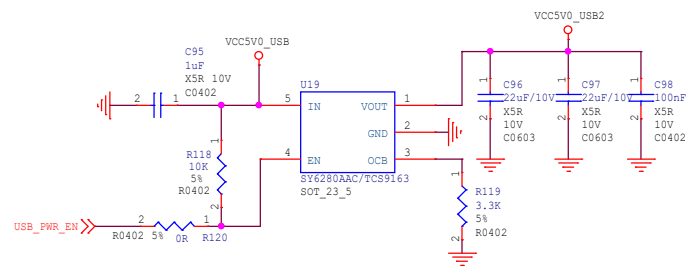 VCC5V0_USB2
VCC5V0_USB
C95
1uF
X5R 10V
C0402
2 1
U19
5 IN VOUT 1
GND 2
4 EN OCB 3
SY6280AAC/TCS9163
SOT_23_5
1
R118
10K
5%
R0402
2
USB_PWR_EN
2 1
R0402 5% 0R R120
1
R119
3.3K
5%
R0402
2
1
C96
22uF/10V
X5R
10V
C0603
2
1
C97
22uF/10V
X5R
10V
C0603
2
1
C98
100nF
X5R
10V
C0402
2